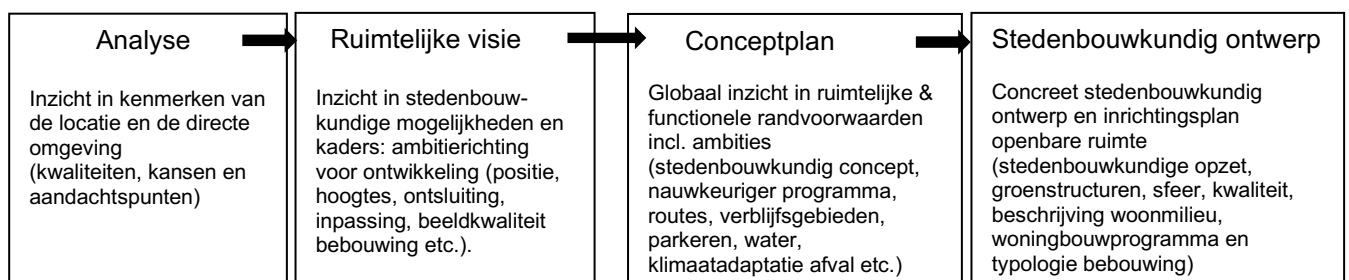 Analyse
Inzicht in kenmerken van
de locatie en de directe
omgeving
(kwaliteiten, kansen en
aandachtspunten)
Ruimtelijke visie
Inzicht in stedenbouw-
kundige mogelijkheden en
kaders: ambitierichting
voor ontwikkeling (positie,
hoogtes, ontsluiting,
inpassing, beeldkwaliteit
bebouwing etc.).
Conceptplan
Globaal inzicht in ruimtelijke &
functionele randvoorwaarden
incl. ambities
(stedenbouwkundig concept,
nauwkeuriger programma,
routes, verblijfsgebieden,
parkeren, water,
klimaatadaptatie afval etc.)
Stedenbouwkundig ontwerp
Concreet stedenbouwkundig
ontwerp en inrichtingsplan
openbare ruimte
(stedenbouwkundige opzet,
groenstructuren, sfeer, kwaliteit,
beschrijving woonmilieu,
woningbouwprogramma en
typologie bebouwing)